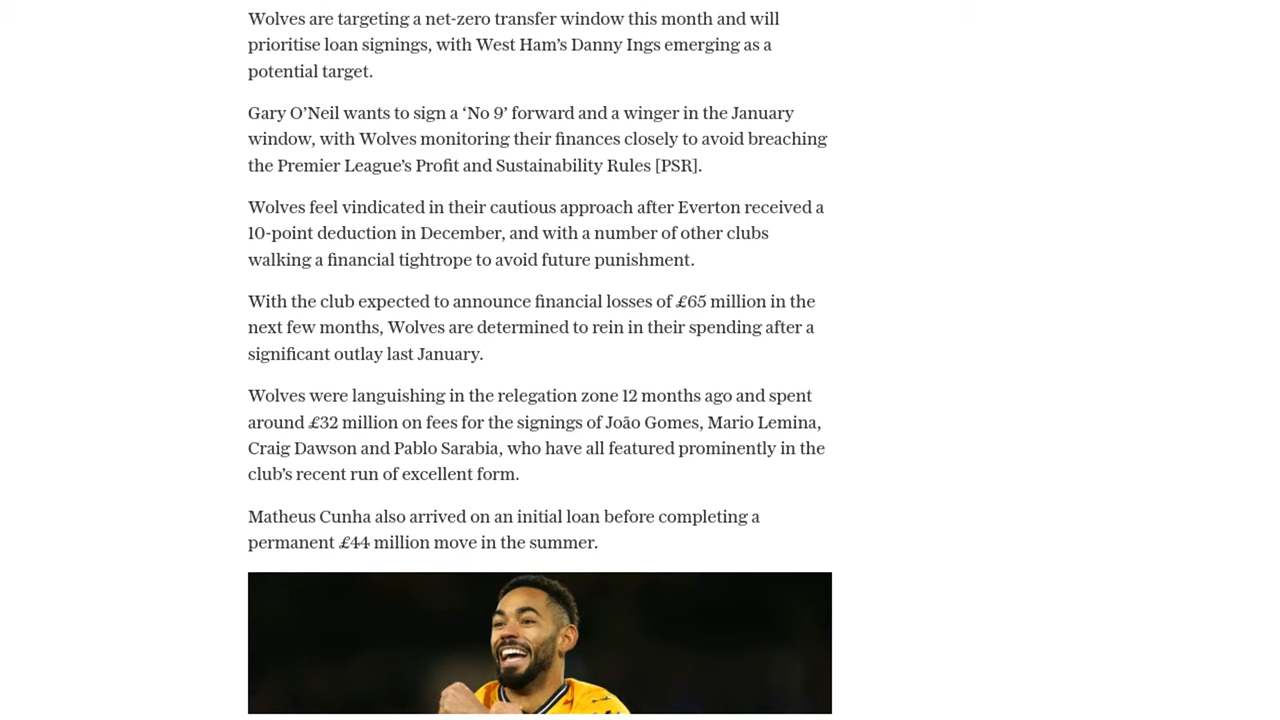 Wolves are targeting a net-zero transfer window this month and will
prioritise loan signings, with West Ham’s Danny Ings emerging as a
potential target.
Gary O’Neil wants to sign a ‘No 9’ forward and a winger in the January
window, with Wolves monitoring their finances closely to avoid breaching
the Premier League’s Profit and Sustainability Rules [PSR].
Wolves feel vindicated in their cautious approach after Everton received a
10-point deduction in December, and with a number of other clubs
walking a financial tightrope to avoid future punishment.
With the club expected to announce financial losses of £65 million in the
next few months, Wolves are determined to rein in their spending after a
significant outlay last January.
Wolves were languishing in the relegation zone 12 months ago and spent
around £32 million on fees for the signings of João Gomes, Mario Lemina,
Craig Dawson and Pablo Sarabia, who have all featured prominently in the
club’s recent run of excellent form.
Matheus Cunha also arrived on an initial loan before completing a
permanent £44 million move in the summer.